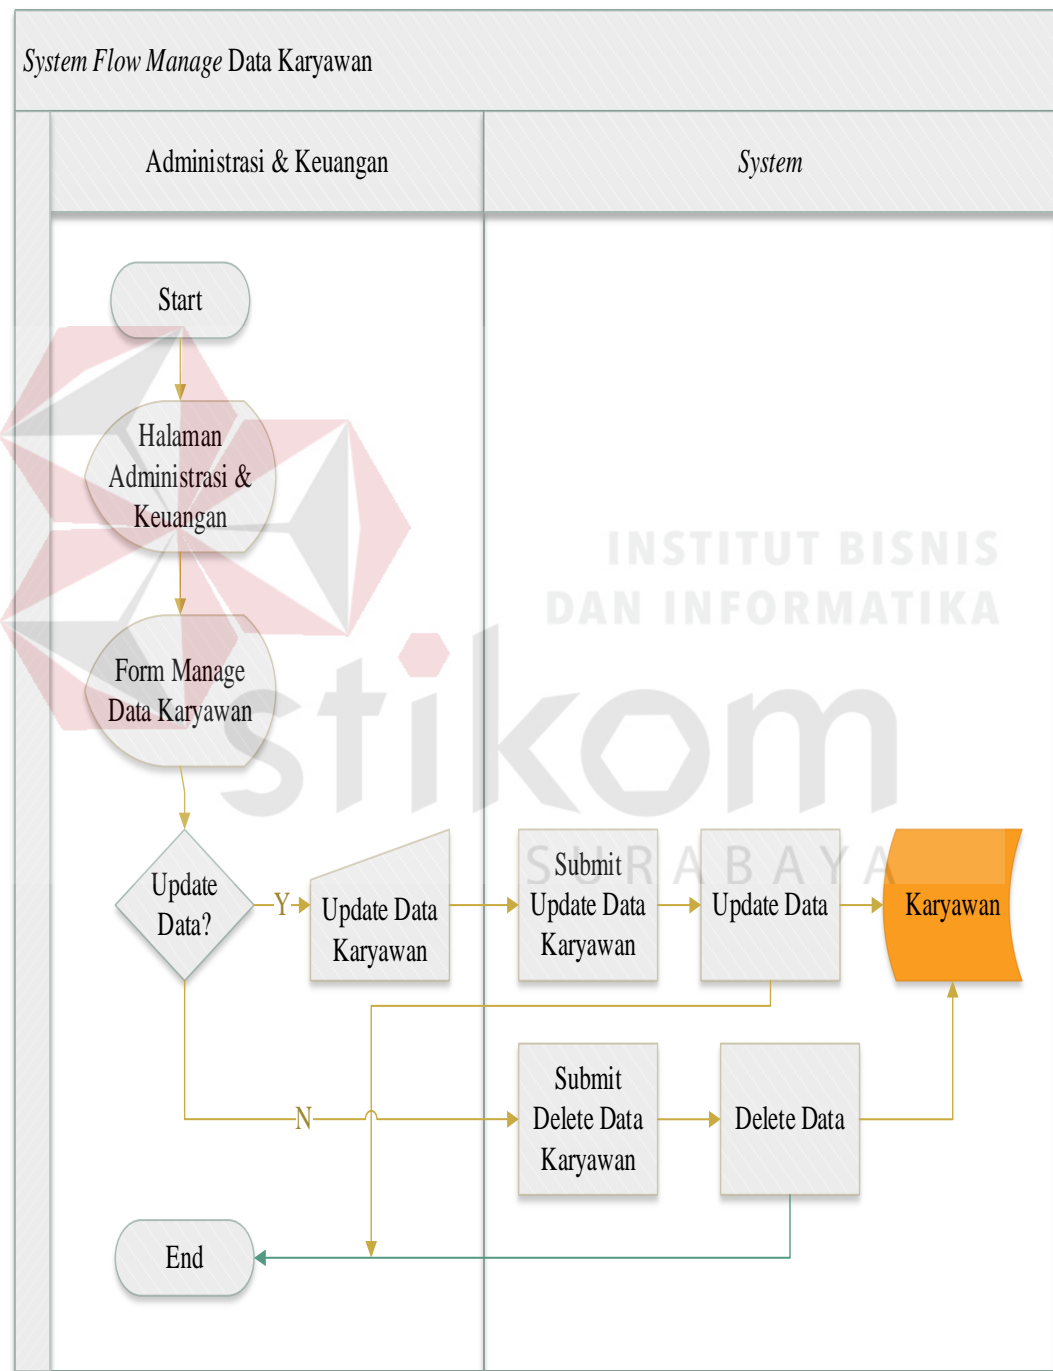 System Flow Manage Data Karyawan
Administrasi & Keuangan
System
Start
Halaman
Administrasi &
Keuangan
INSTITUT BISNIS
DAN INFORMATIKA
stikom
SURABAYA
Form Manage
Data Karyawan
Update
Data?
Y
Update Data
Karyawan
Submit
Update Data
Karyawan
Update Data
Karyawan
N
Submit
Delete Data
Karyawan
Delete Data
End